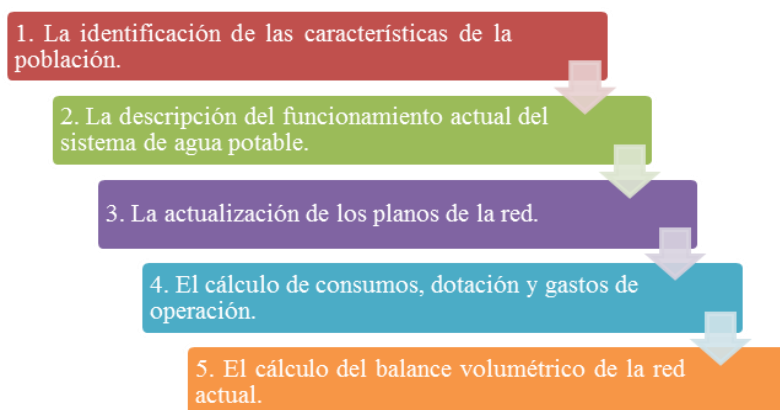 1. La identificación de las características de la
población.
2. La descripción del funcionamiento actual del
sistema de agua potable.
3. La actualización de los planos de la red.
4. El cálculo de consumos, dotación y gastos de
operación.
5. El cálculo del balance volumétrico de la red
actual.